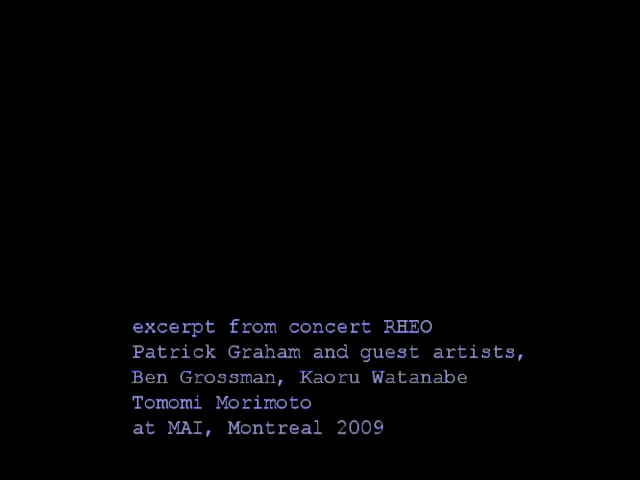 excerpt from concert RHEO
Patrick Graham and guest artists,
Ben Grossman, Kaoru Watanabe
Tomomi Morimoto
at MAI, Montreal 2009